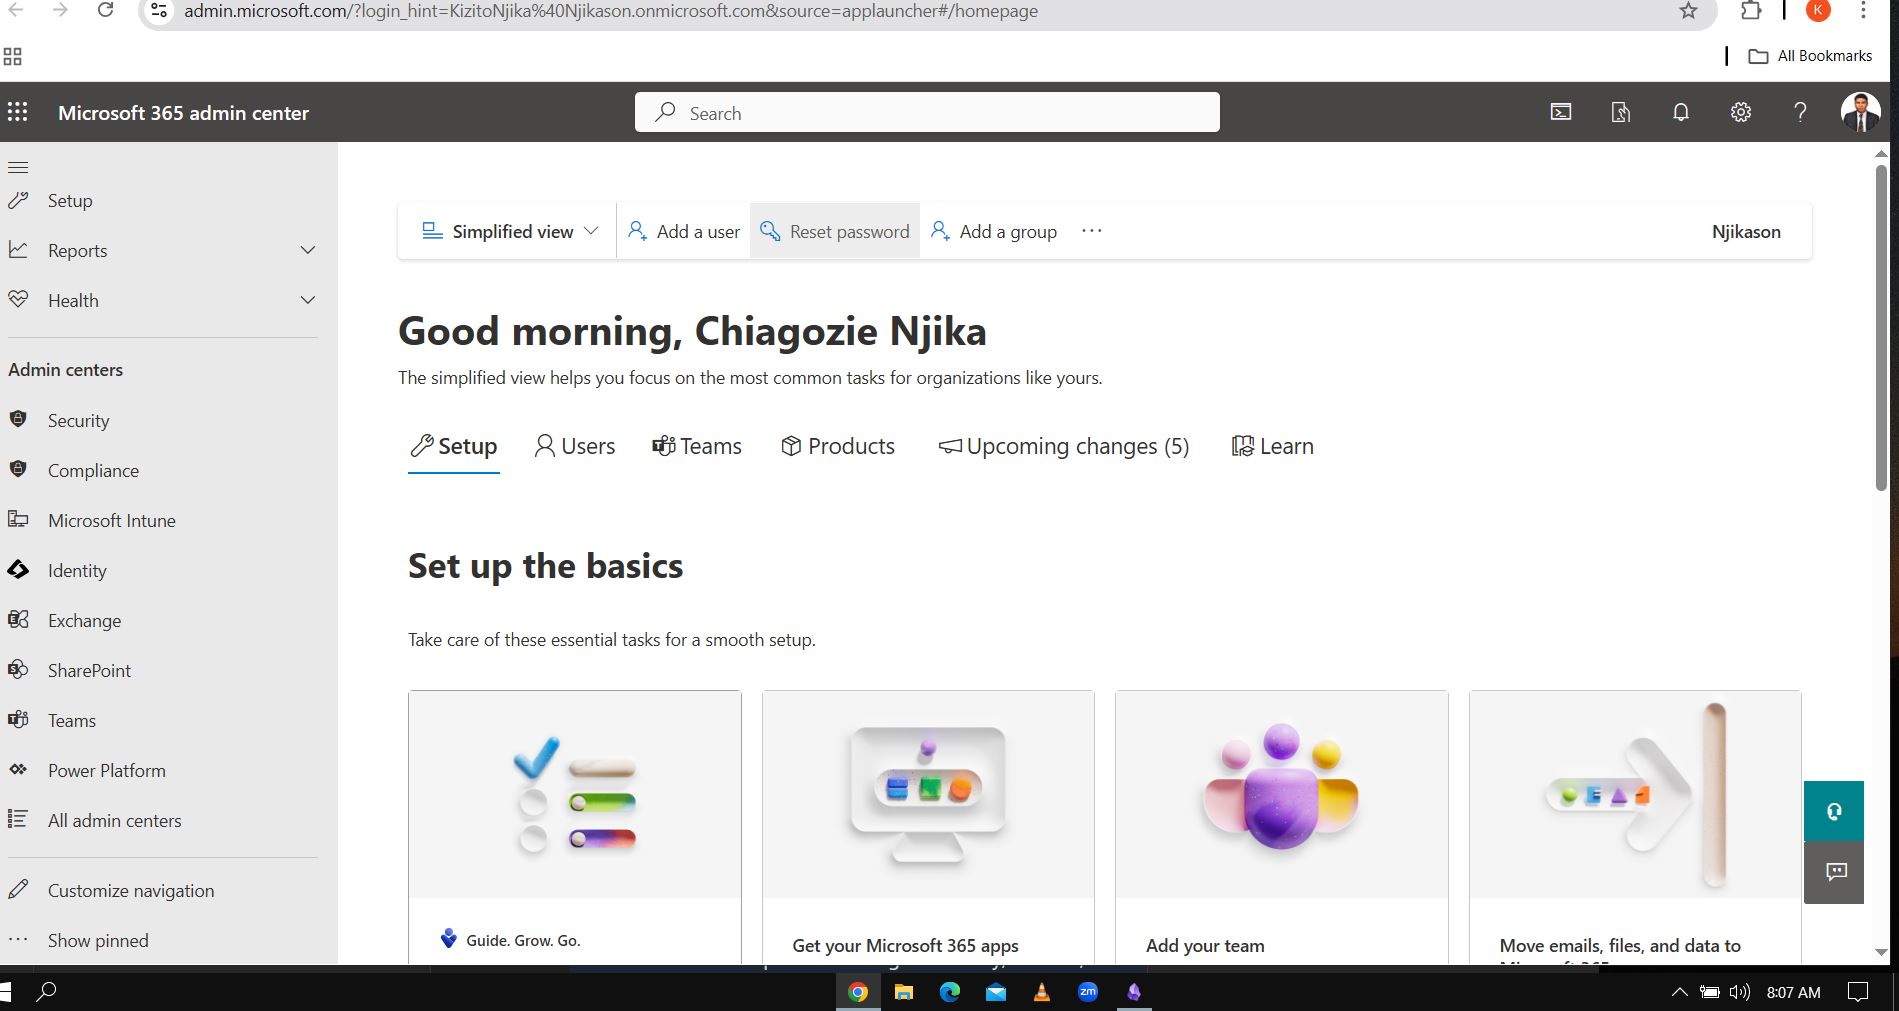 admin.microsoft.com/?login_hint=KizitoNjika%40Njikason.onmicrosoft.com&source=applauncher#/homepage
K
All Bookmarks
Microsoft 365 admin center
Search
Setup
Reports
Health
Admin centers
Security
Compliance
Microsoft Intune
Identity
Exchange
SharePoint
Teams
Power Platform
All admin centers
Customize navigation
Show pinned
Simplified view
Add a user
Reset password
Add a group
Njikason
Good morning, Chiagozie Njika
The simplified view helps you focus on the most common tasks for organizations like yours.
Setup
Users
Teams
Products
Upcoming changes (5)
Learn
Set up the basics
Take care of these essential tasks for a smooth setup.
Guide. Grow. Go.
Get your Microsoft 365 apps
Add your team
Move emails, files, and data to
zm
8:07 AM